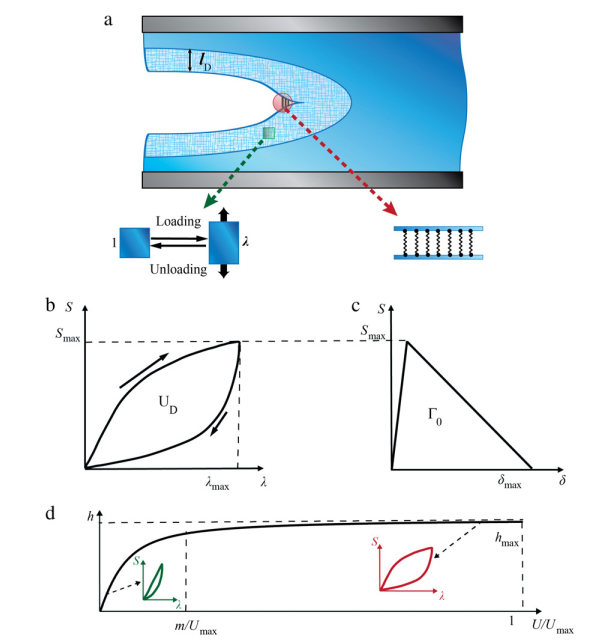 a
l_D
Loading
1
λ
Unloading
b
S
S_max
U_D
λ_max
λ
c
S
S_max
Γ_0
δ_max
δ
d
h
h_max
S
λ
S
λ
m/U_max
1
U/U_max